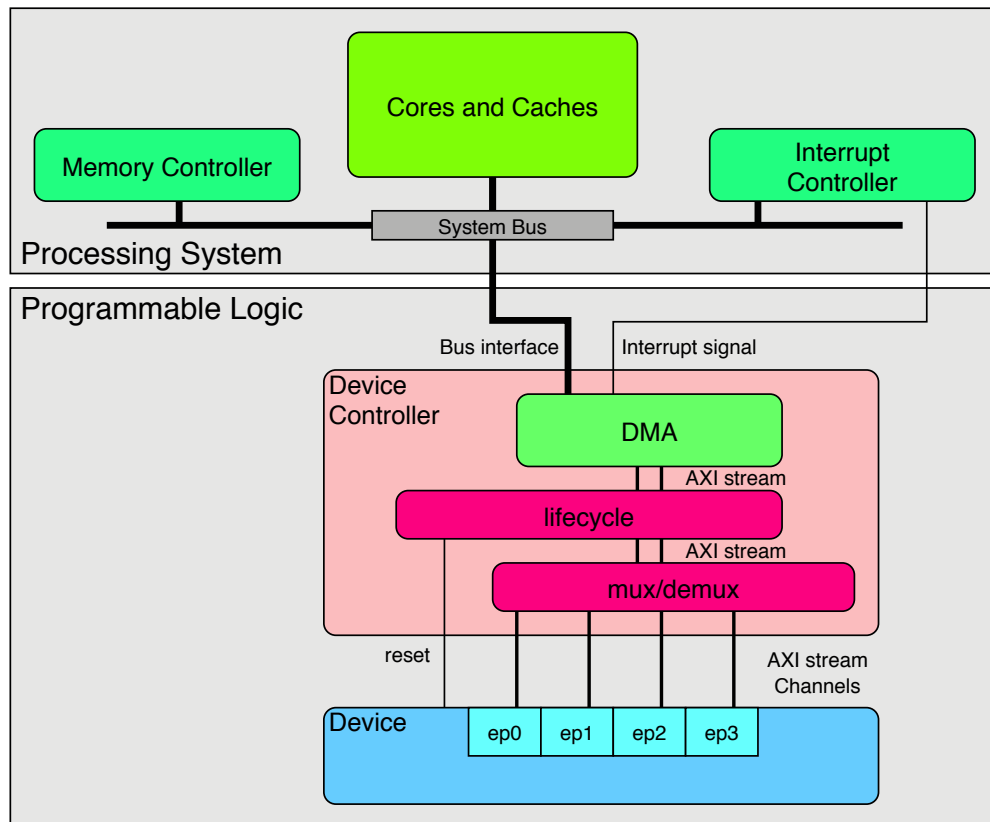 Cores and Caches
Memory Controller
Interrupt
Controller
System Bus
Processing System
Programmable Logic
Bus interface
Interrupt signal
Device
Controller
DMA
AXI stream
lifecycle
AXI stream
mux/demux
reset
AXI stream
Channels
Device
ep0
ep1
ep2
ep3